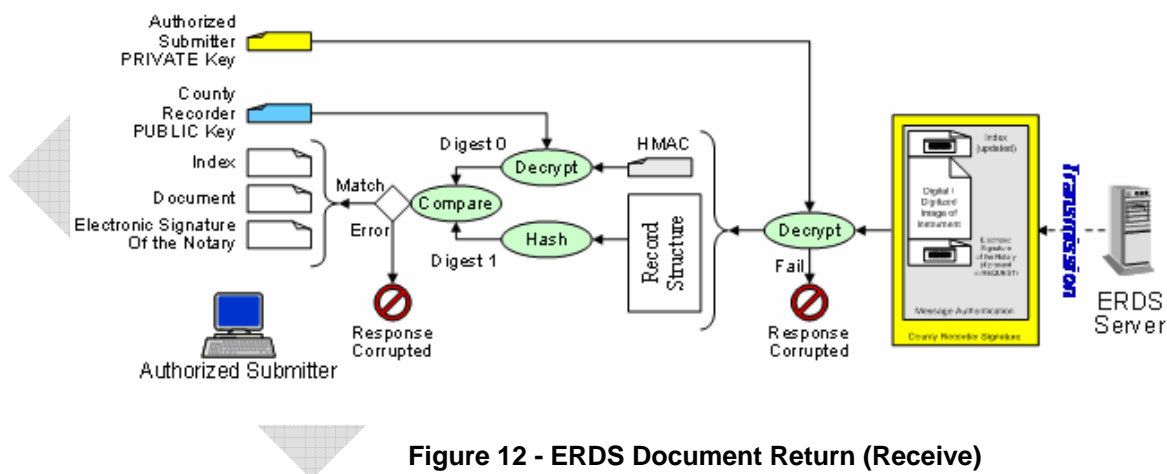 Authorized
Submitter
PRIVATE Key
County
Recorder
PUBLIC Key
Index
Document
Electronic Signature
Of the Notary
Match
Error
Digest 0
Decrypt
HMAC
Compare
Hash
Digest 1
Record
Structure
Decrypt
Fail
Response
Corrupted
Response
Corrupted
Index
(updated)
Digital /
Digitized
Image of
Instrument
Electronic
Signature
of the Notary
Message Authentication
County Recorder Signature
Transmission
ERDS
Server
Authorized Submitter
Figure 12 - ERDS Document Return (Receive)